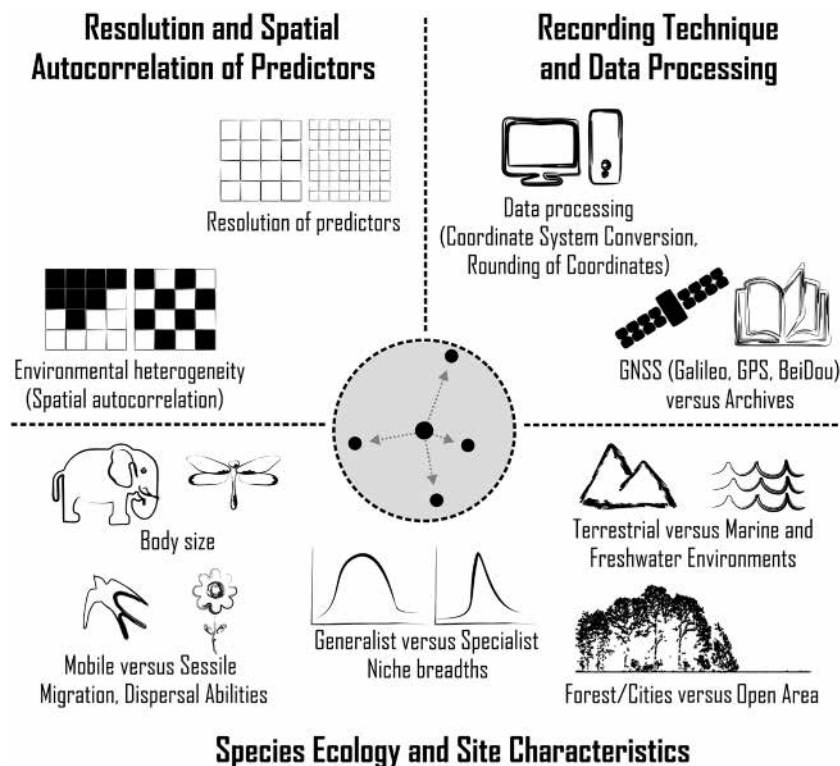 Resolution and Spatial
Autocorrelation of Predictors
Recording Technique
and Data Processing
Resolution of predictors
Data processing
(Coordinate System Conversion,
Rounding of Coordinates)
Environmental heterogeneity
(Spatial autocorrelation)
GNSS (Galileo, GPS, BeiDou)
versus Archives
Body size
Terrestrial versus Marine and
Freshwater Environments
Mobile versus Sessile
Migration, Dispersal Abilities
Generalist versus Specialist
Niche breadths
Forest/Cities versus Open Area
Species Ecology and Site Characteristics